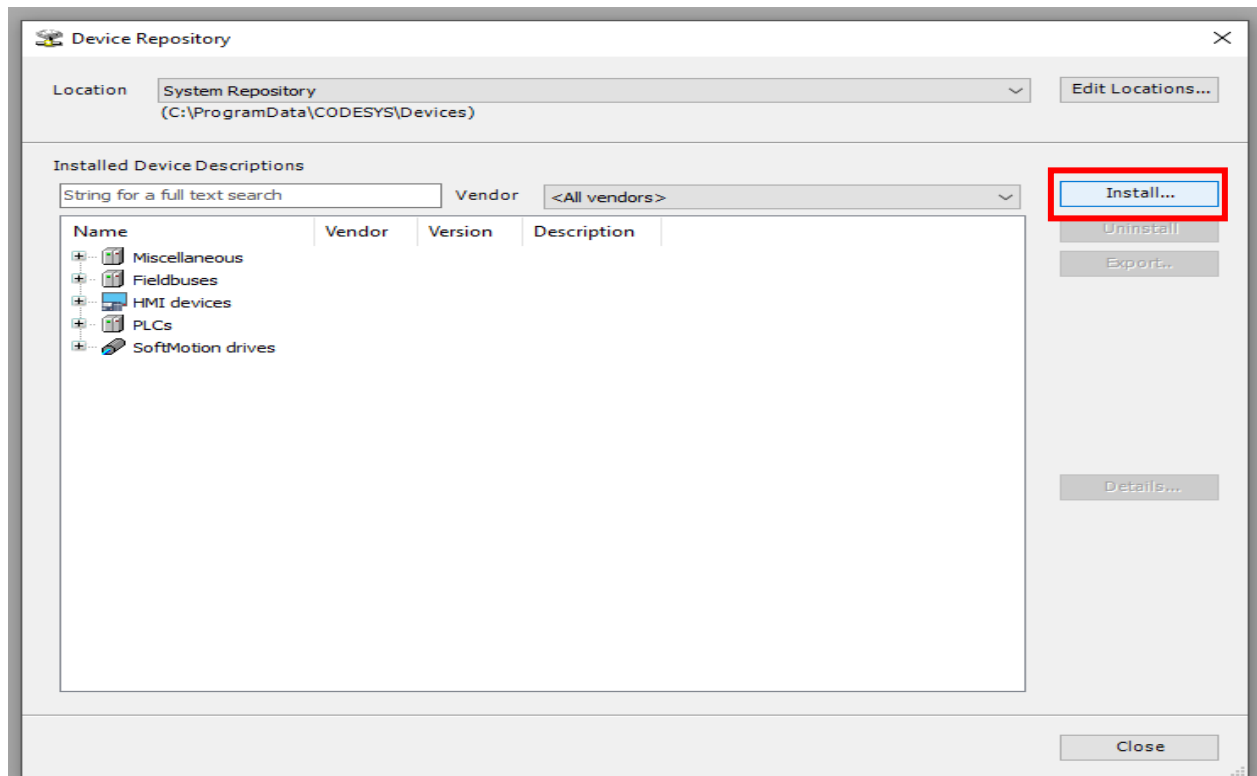 Device Repository
Location System Repository Edit Locations...
(C:\ProgramData\CODESYS\Devices)
Installed Device Descriptions
String for a full text search Vendor <All vendors> Install...
Name Vendor Version Description Uninstall
Miscellaneous Export...
Fieldbuses
HMI devices
PLCs
SoftMotion drives
Details...
Close